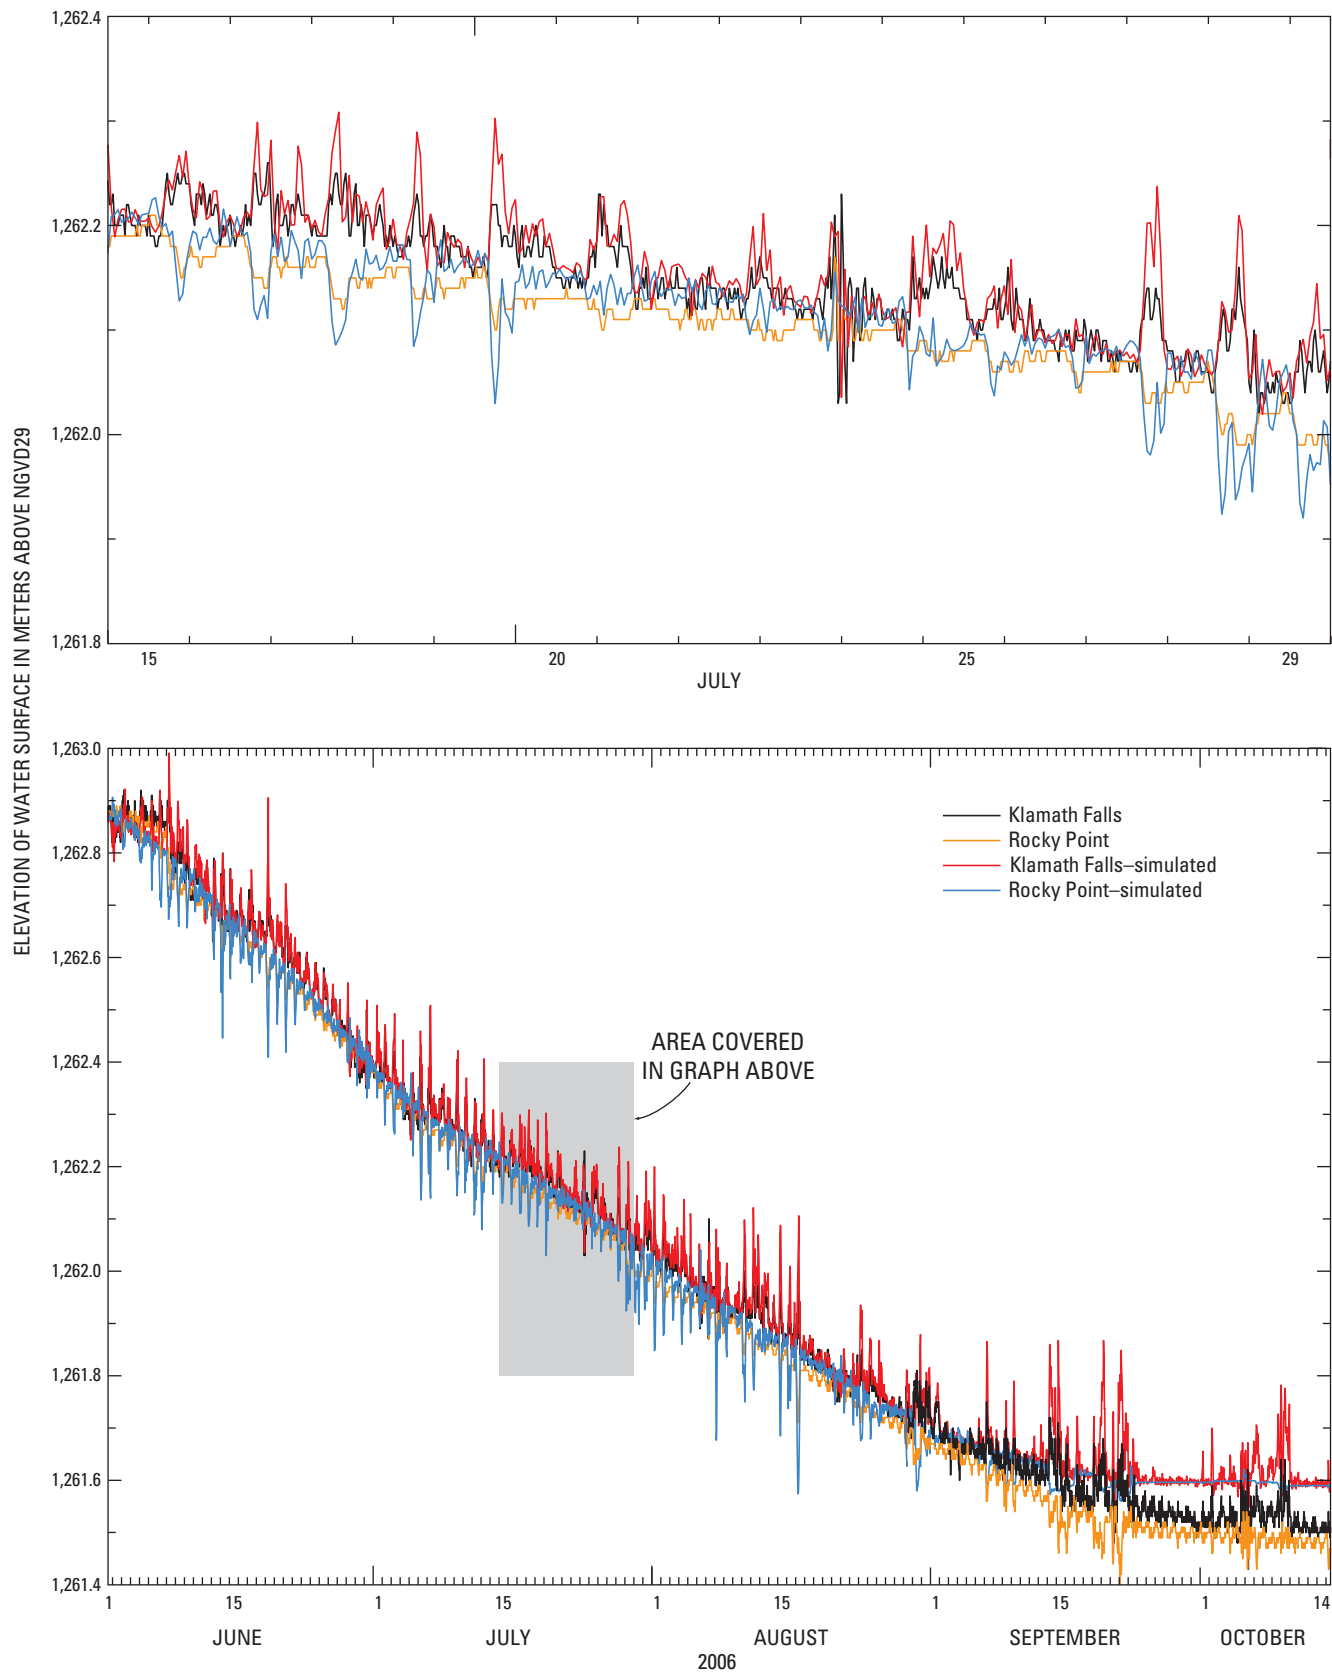 ELEVATION OF WATER SURFACE IN METERS ABOVE NGVD29
1,262.4
1,262.2
1,262.0
1,261.8
15 20 25 29
JULY
1,263.0
1,262.8
1,262.6
1,262.4
1,262.2
1,262.0
1,261.8
1,261.6
1,261.4
Klamath Falls
Rocky Point
Klamath Falls–simulated
Rocky Point–simulated
AREA COVERED
IN GRAPH ABOVE
1 15 1 15 1 15 1 15 1 14
JUNE JULY AUGUST SEPTEMBER OCTOBER
2006